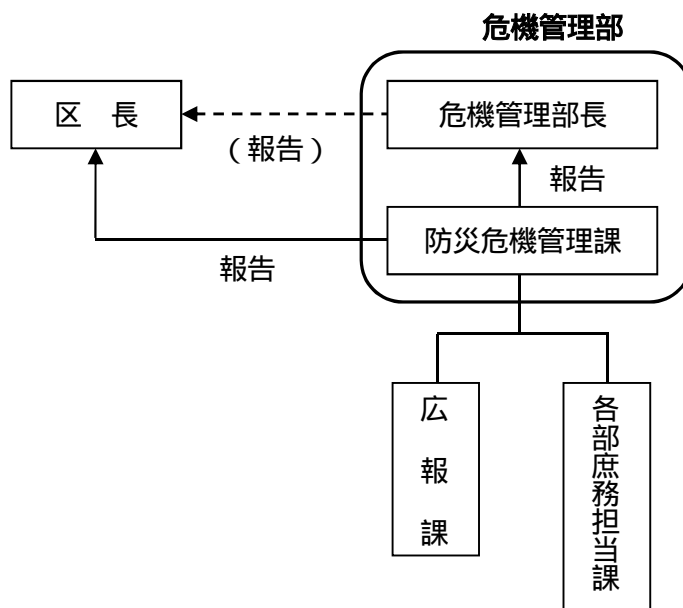 危機管理部
区　長
危機管理部長
（報告）
報告
防災危機管理課
報告
広報課
各部庶務担当課